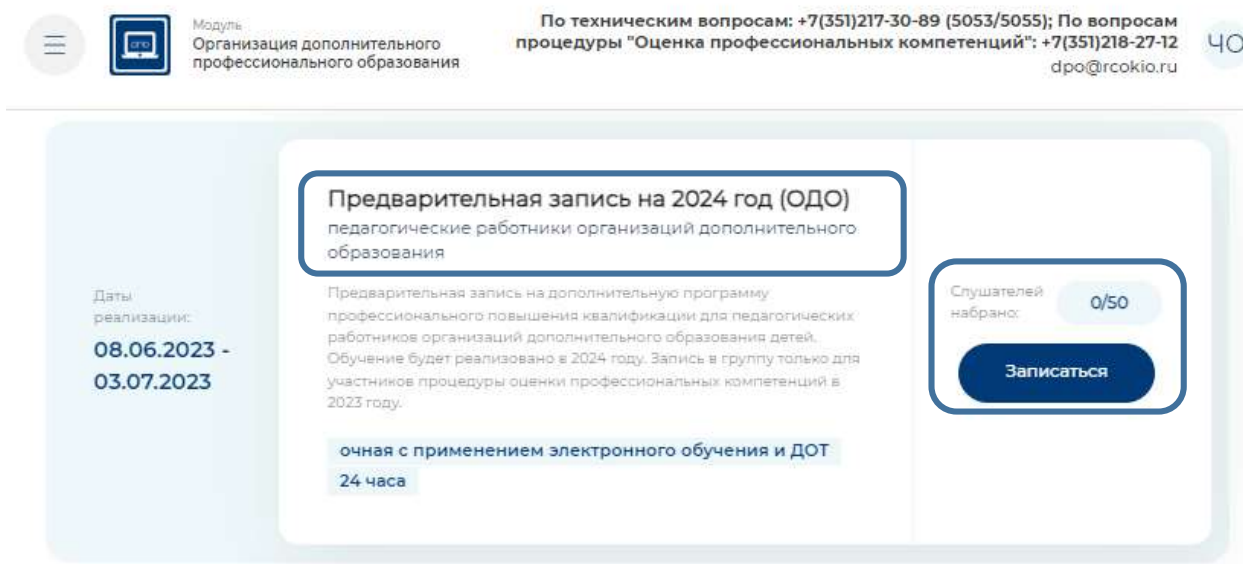 Модуль
Организация дополнительного
профессионального образования
По техническим вопросам: +7(351)217-30-89 (5053/5055); По вопросам
процедуры "Оценка профессиональных компетенций": +7(351)218-27-12
dpo@rcokio.ru
ЧО
Даты
реализации:
08.06.2023 -
03.07.2023
Предварительная запись на 2024 год (ОДО)
педагогические работники организаций дополнительного
образования
Предварительная запись на дополнительную программу
профессионального повышения квалификации для педагогических
работников организаций дополнительного образования детей.
Обучение будет реализовано в 2024 году. Запись в группу только для
участников процедуры оценки профессиональных компетенций в
2023 году.
очная с применением электронного обучения и ДОТ
24 часа
Слушателей
набрано:
0/50
Записаться